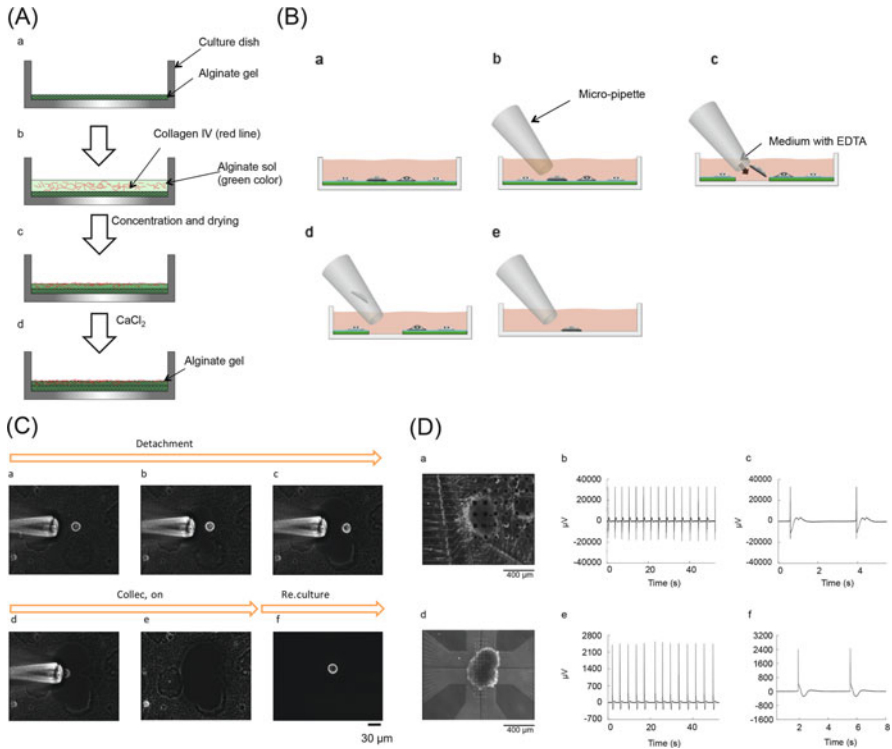 (A)
a
Culture dish
Alginate gel
b
Collagen IV (red line)
Alginate sol
(green color)
Concentration and drying
c
CaCl2
d
Alginate gel
(B)
a
b
c
Micro-pipette
Medium with EDTA
d
e
(C)
Detachment
a
b
c
Collec, on
Re.culture
d
e
f
30 μm
(D)
a
400 μm
b
μV
40000
20000
0
-20000
-40000
0
20
40
Time (s)
c
μV
40000
20000
0
-20000
-40000
0
2
4
Time (s)
d
400 μm
e
μV
2800
2100
1400
700
0
-700
0
20
40
Time (s)
f
μV
3200
2400
1600
800
0
-800
-1600
2
4
6
8
Time (s)